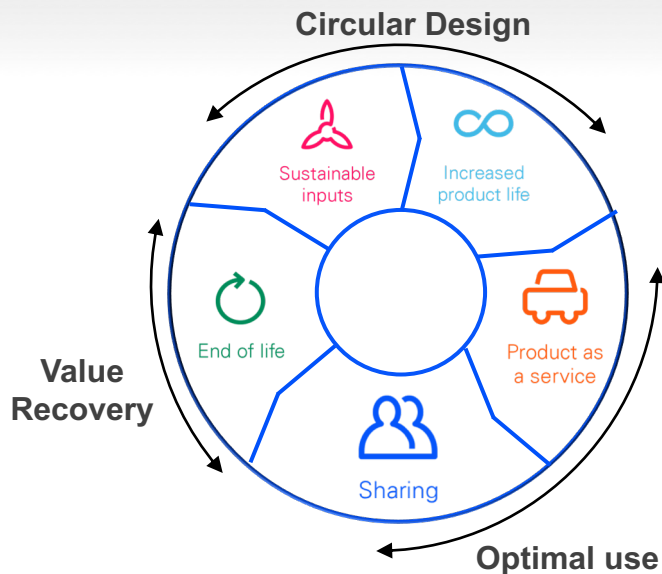 Circular Design
Sustainable
inputs
Increased
product life
End of life
Product as
a service
Value
Recovery
Sharing
Optimal use